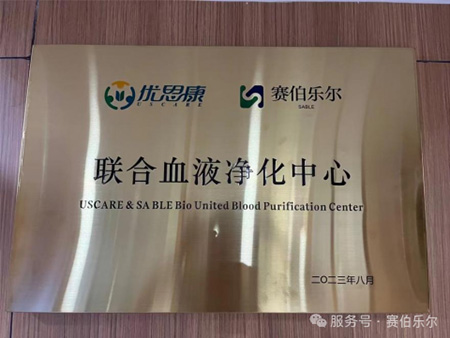 优思康
USCARE
赛伯乐尔
SABLE
联合血液净化中心
USCARE & SA BLE Bio United Blood Purification Center
二〇二三年八月
服务号·赛伯乐尔